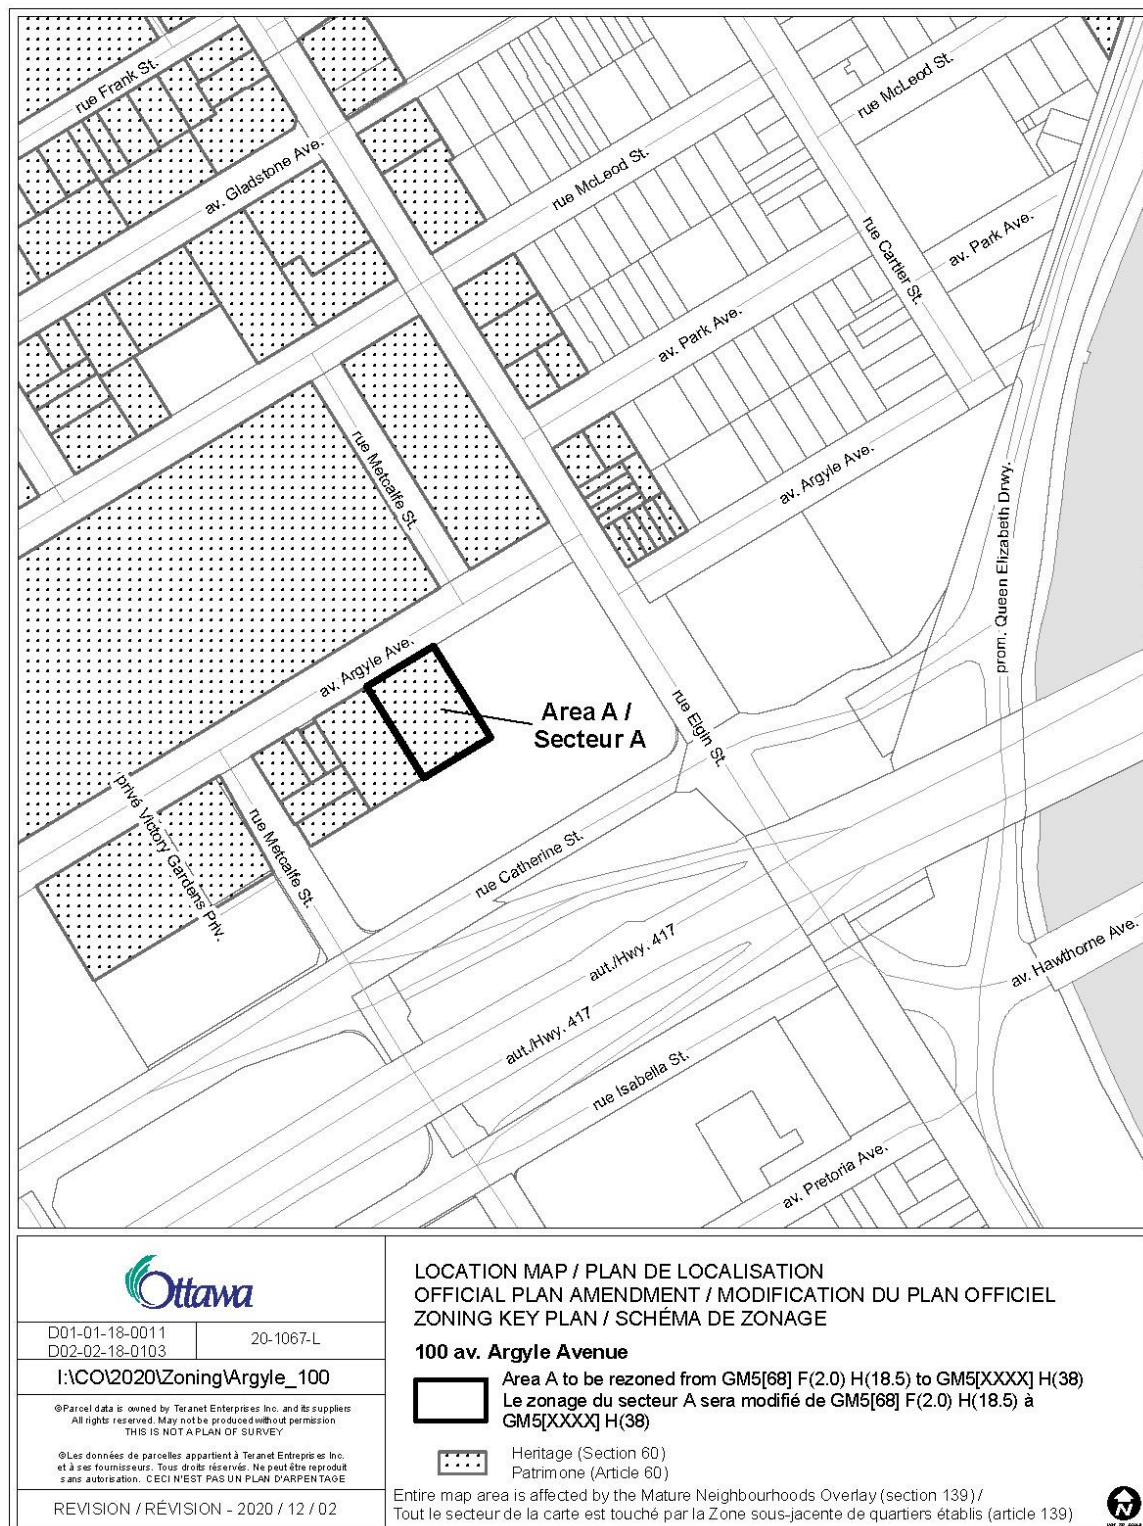 rue Frank St.
av. Gladstone Ave.
rue McLeod St.
rue McLeod St.
rue Cartier St.
av. Park Ave.
av. Park Ave.
rue Metcalfe St.
av. Argyle Ave.
prom. Queen Elizabeth Drwy.
av. Argyle Ave.
Area A /
Secteur A
rue Elgin St.
privé Victory Gardens Priv.
rue Metcalfe St.
rue Catherine St.
aut./Hwy. 417
aut./Hwy. 417
av. Hawthorne Ave.
rue Isabella St.
av. Pretoria Ave.
Ottawa
D01-01-18-0011
D02-02-18-0103
20-1067-L
I:\CO\2020\Zoning\Argyle_100
©Parcel data is owned by Teranet Enterprises Inc. and its suppliers
All rights reserved. May not be produced without permission
THIS IS NOT A PLAN OF SURVEY
©Les données de parcelles appartient à Teranet Entreprises Inc.
et à ses fournisseurs. Tous droits réservés. Ne peut être reproduit
sans autorisation. CECI N'EST PAS UN PLAN D'ARPENTAGE
REVISION / RÉVISION - 2020 / 12 / 02
LOCATION MAP / PLAN DE LOCALISATION
OFFICIAL PLAN AMENDMENT / MODIFICATION DU PLAN OFFICIEL
ZONING KEY PLAN / SCHÉMA DE ZONAGE
100 av. Argyle Avenue
Area A to be rezoned from GM5[68] F(2.0) H(18.5) to GM5[XXXX] H(38)
Le zonage du secteur A sera modifié de GM5[68] F(2.0) H(18.5) à
GM5[XXXX] H(38)
Heritage (Section 60)
Patrimone (Article 60)
Entire map area is affected by the Mature Neighbourhoods Overlay (section 139) /
Tout le secteur de la carte est touché par la Zone sous-jacente de quartiers établis (article 139)
N